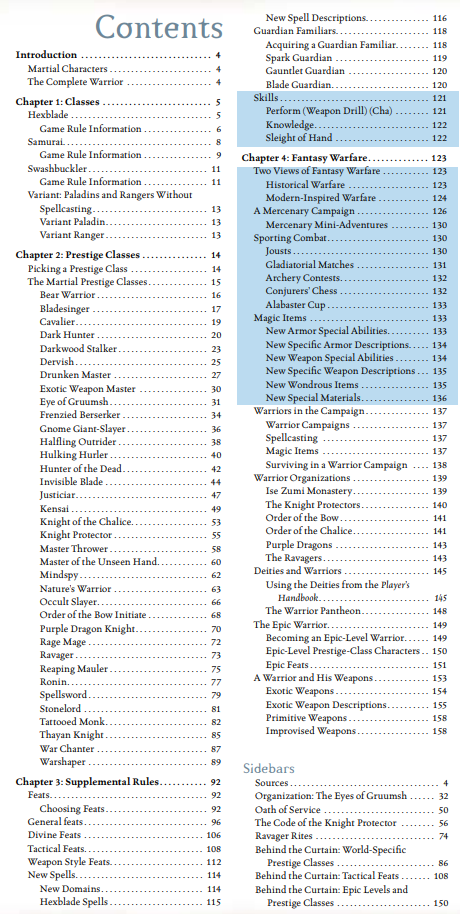 Contents
Introduction ................................ 4
Martial Characters ........................... 4
The Complete Warrior ...................... 4
Chapter 1: Classes ........................... 5
Hexblade ........................................ 5
Game Rule Information .................. 6
Samurai. ......................................... 8
Game Rule Information .................. 9
Swashbuckler ................................. 11
Game Rule Information ................. 11
Variant: Paladins and Rangers Without
Spellcasting ................................. 13
Variant Paladin. ............................ 13
Variant Ranger. ............................. 13
Chapter 2: Prestige Classes ............... 14
Picking a Prestige Class ................... 14
The Martial Prestige Classes ............. 15
Bear Warrior ................................ 16
Bladesinger .................................. 17
Cavalier. ...................................... 19
Dark Hunter ................................. 20
Darkwood Stalker ......................... 23
Dervish ........................................ 25
Drunken Master ........................... 27
Exotic Weapon Master .................. 30
Eye of Gruumsh ............................ 31
Frenzied Berserker ........................ 34
Gnome Giant-Slayer ..................... 36
Halfling Outrider .......................... 38
Hulking Hurler ............................. 40
Hunter of the Dead ....................... 42
Invisible Blade .............................. 44
Justiciar ....................................... 47
Kensai ......................................... 49
Knight of the Chalice. .................... 53
Knight Protector ........................... 55
Master Thrower ............................ 58
Master of the Unseen Hand. ........... 60
Mindspy ....................................... 62
Nature's Warrior ........................... 63
Occult Slayer ................................ 66
Order of the Bow Initiate ............... 68
Purple Dragon Knight ................... 70
Rage Mage ................................... 72
Ravager ....................................... 73
Reaping Mauler ............................ 75
Ronin. ......................................... 77
Spellsword ................................... 79
Stonelord ..................................... 81
Tattooed Monk ............................. 82
Thayan Knight .............................. 85
War Chanter ................................. 87
Warshaper ................................... 89
Chapter 3: Supplemental Rules .......... 92
Feats. ............................................ 92
Choosing Feats ............................. 92
General feats .................................. 96
Divine Feats .................................. 106
Tactical Feats. ................................ 108
Weapon Style Feats. ........................ 112
New Spells ..................................... 114
New Domains .............................. 114
Hexblade Spells ........................... 115
New Spell Descriptions. ................ 116
Guardian Familiars. ........................ 118
Acquiring a Guardian Familiar. ...... 118
Spark Guardian ............................ 119
Gauntlet Guardian ....................... 120
Blade Guardian. ........................... 120
Skills ............................................ 121
Perform (Weapon Drill) (Cha) ....... 121
Knowledge. ................................. 122
Sleight of Hand ........................... 122
Chapter 4: Fantasy Warfare .............. 123
Two Views of Fantasy Warfare .......... 123
Historical Warfare ........................ 123
Modern-Inspired Warfare ............. 124
A Mercenary Campaign .................. 126
Mercenary Mini-Adventures ......... 130
Sporting Combat. ........................... 130
Jousts ......................................... 130
Gladiatorial Matches .................... 131
Archery Contests. ........................ 132
Conjurers' Chess .......................... 132
Alabaster Cup .............................. 133
Magic Items ................................... 133
New Armor Special Abilities. ......... 133
New Specific Armor Descriptions. .. 134
New Weapon Special Abilities ....... 134
New Specific Weapon Descriptions . 135
New Wondrous Items ................... 135
New Special Materials .................. 136
Warriors in the Campaign ............... 137
Warrior Campaigns ...................... 137
Spellcasting ................................ 137
Magic Items ................................ 137
Surviving in a Warrior Campaign ... 138
Warrior Organizations .................... 139
Ise Zumi Monastery ..................... 139
The Knight Protectors .................. 140
Order of the Bow ......................... 141
Order of the Chalice ..................... 141
Purple Dragons ........................... 143
The Ravagers ............................... 143
Deities and Warriors ...................... 145
Using the Deities from the Player's
Handbook. .................................. 145
The Warrior Pantheon .................. 148
The Epic Warrior. ........................... 149
Becoming an Epic-Level Warrior. ... 149
Epic-Level Prestige-Class Characters .. 150
Epic Feats ................................... 151
A Warrior and His Weapons ............. 153
Exotic Weapons ........................... 154
Exotic Weapon Descriptions .......... 155
Primitive Weapons ....................... 158
Improvised Weapons .................... 158
Sidebars
Sources ........................................... 4
Organization: The Eyes of Gruumsh ..... 32
Oath of Service ................................ 50
The Code of the Knight Protector ........ 56
Ravager Rites .................................. 74
Behind the Curtain: World-Specific
Prestige Classes ............................ 86
Behind the Curtain: Tactical Feats ...... 108
Behind the Curtain: Epic Levels and
Prestige Classes .......................... 150